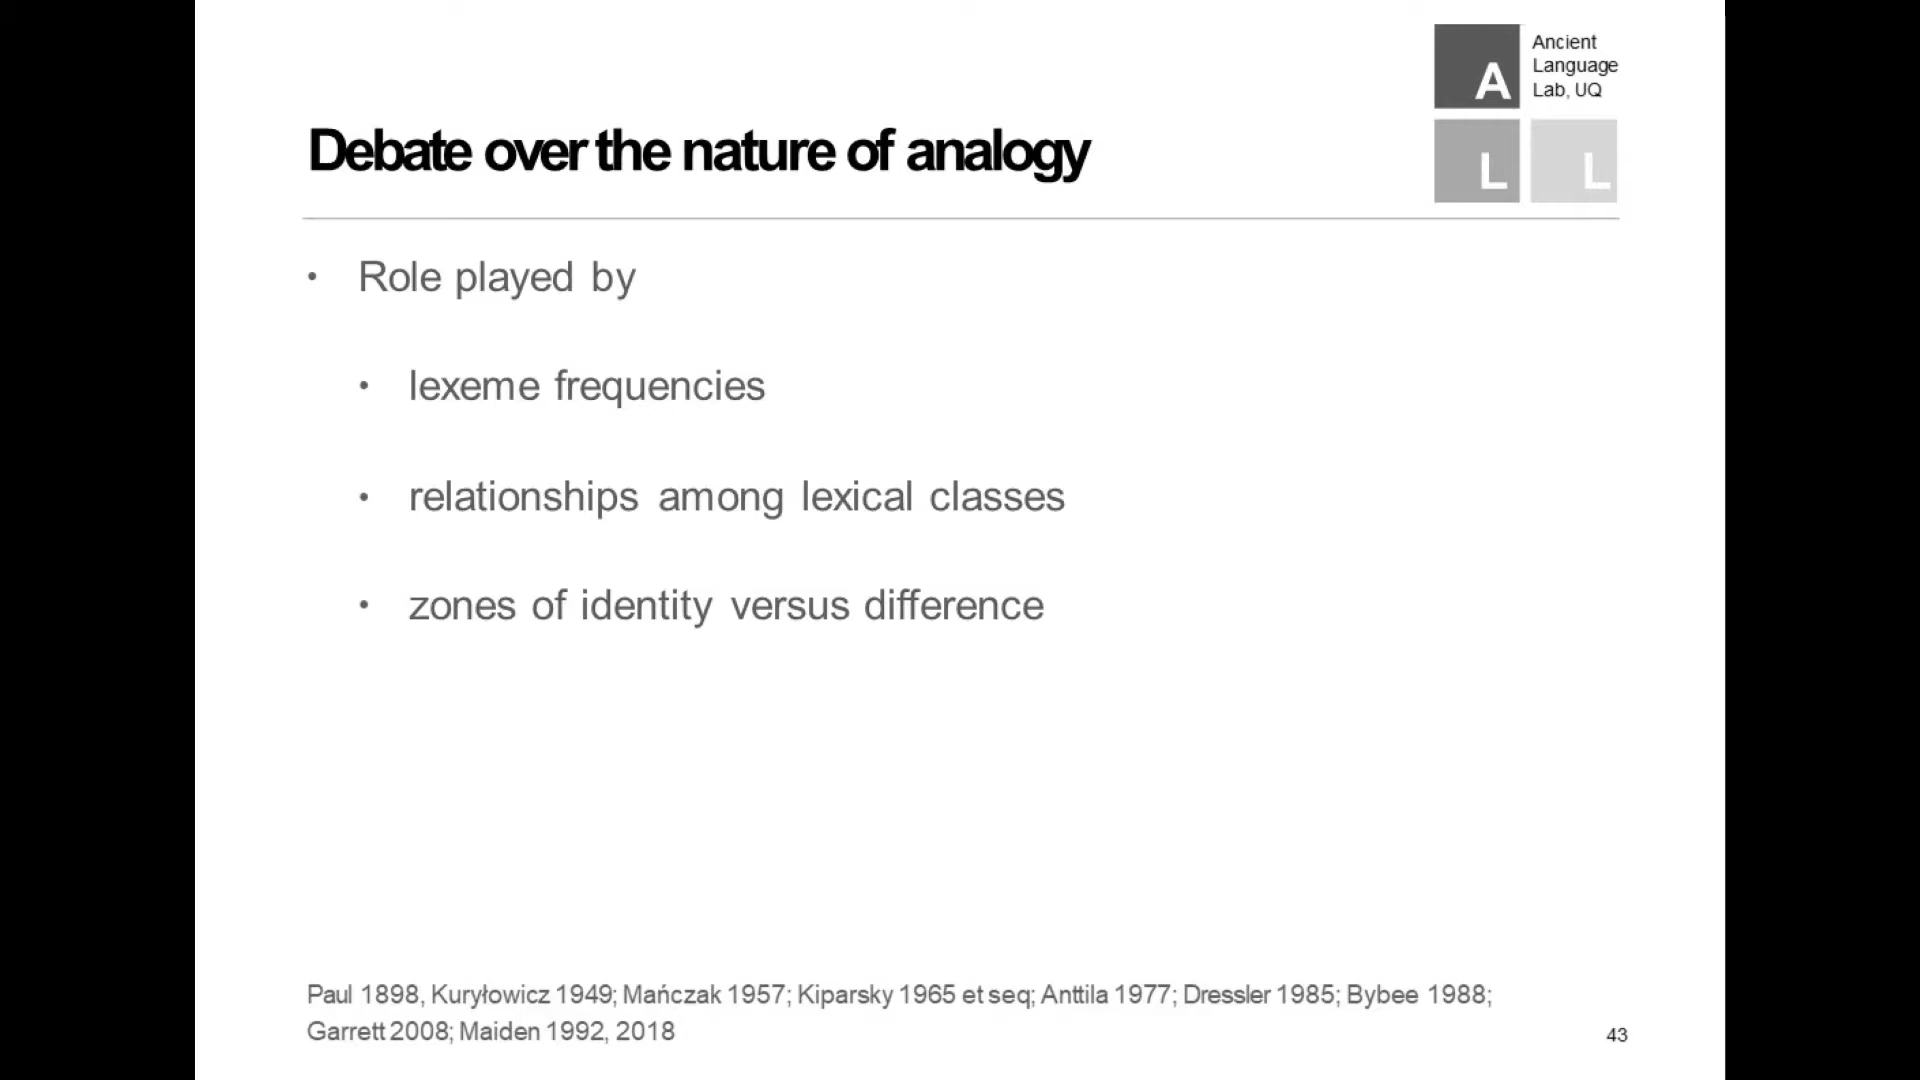 Ancient
Language
Lab, UQ
A
L L
Debate over the nature of analogy
• Role played by
• lexeme frequencies
• relationships among lexical classes
• zones of identity versus difference
Paul 1898, Kuryłowicz 1949; Mańczak 1957; Kiparsky 1965 et seq; Anttila 1977; Dressler 1985; Bybee 1988;
Garrett 2008; Maiden 1992, 2018
43